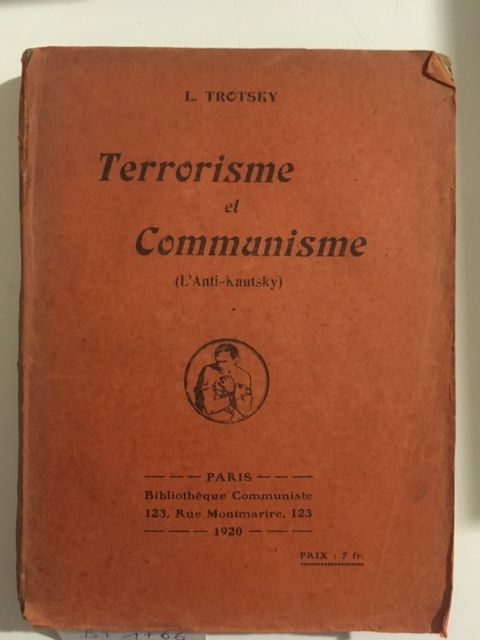 L. TROTSKY
Terrorisme
et
Communisme
(L'Anti-Kautsky)
— — — PARIS — — —
Bibliothèque Communiste
123, Rue Montmartre, 123
— — — 1920 — — —
PRIX : 7 fr.